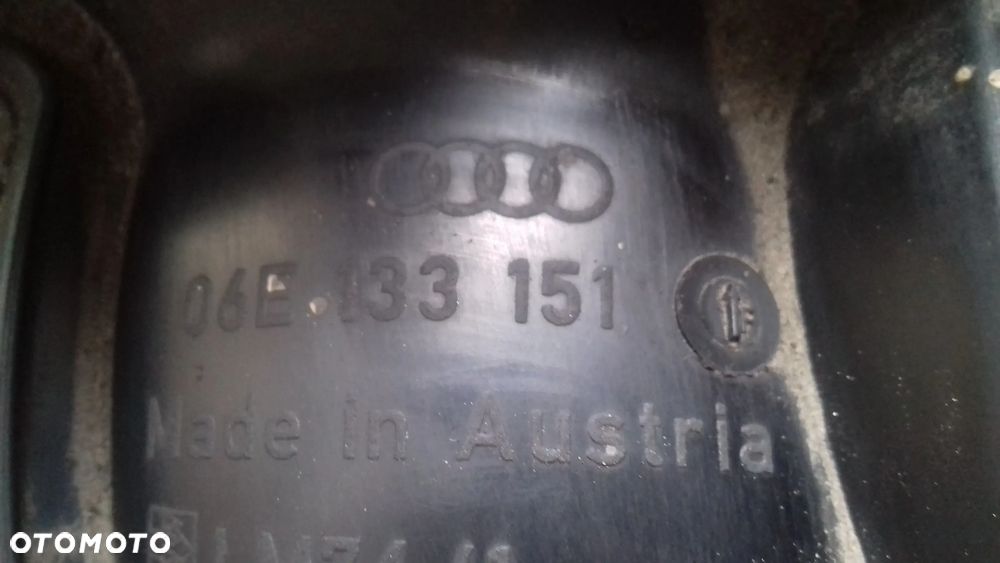 06E 133 151
Made in Austria
OTOMOTO